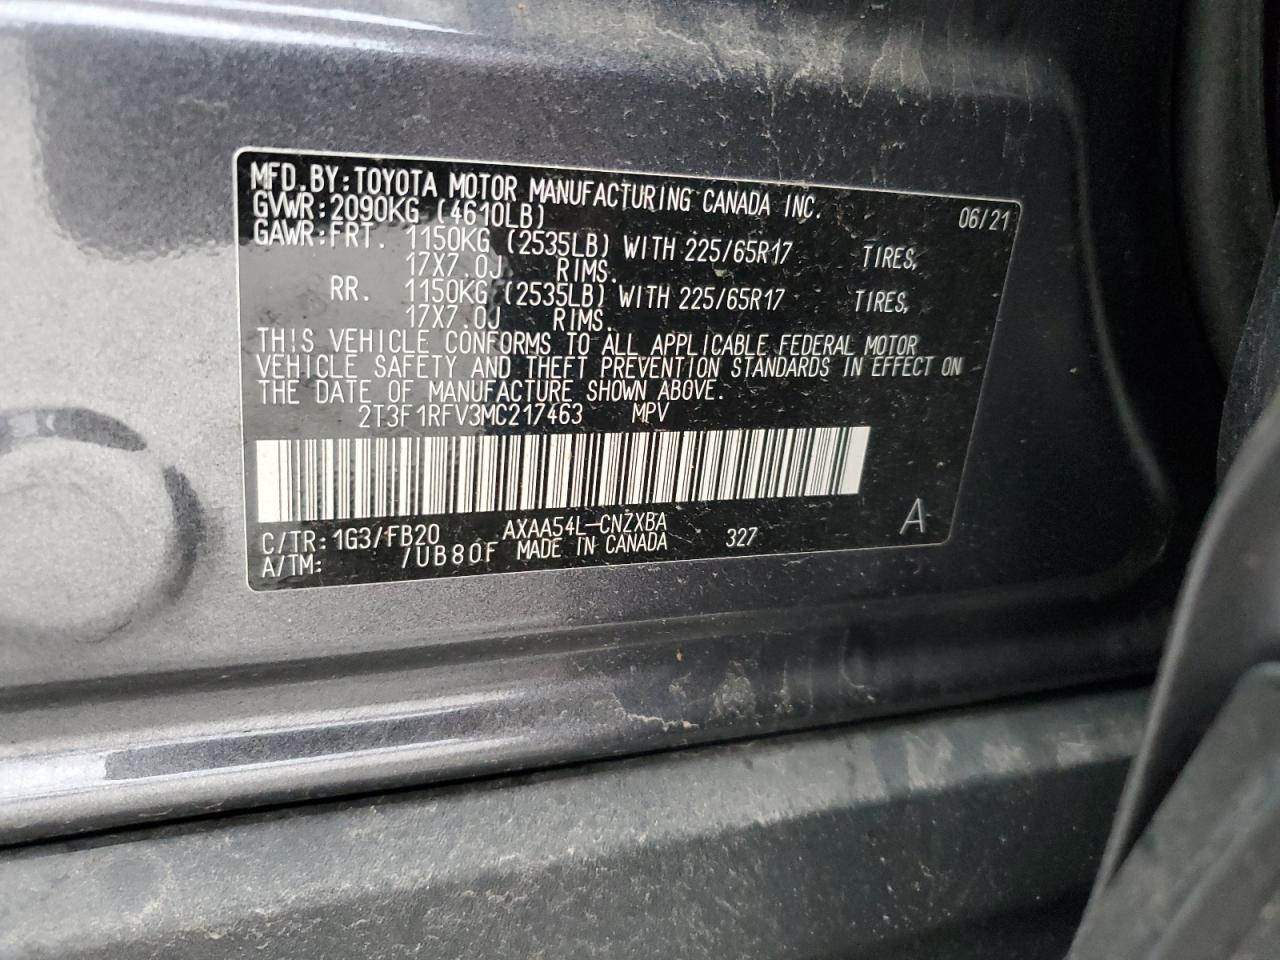 MFD.BY:TOYOTA MOTOR MANUFACTURING CANADA INC. 06/21
GVWR:2090KG (4610LB)
GAWR:FRT. 1150KG (2535LB) WITH 225/65R17 TIRES,
17X7.0J RIMS.
RR. 1150KG (2535LB) WITH 225/65R17 TIRES,
17X7.0J RIMS.
THIS VEHICLE CONFORMS TO ALL APPLICABLE FEDERAL MOTOR
VEHICLE SAFETY AND THEFT PREVENTION STANDARDS IN EFFECT ON
THE DATE OF MANUFACTURE SHOWN ABOVE.
2T3F1RFV3MC217463 MPV
C/TR:1G3/FB20 AXAA54L-CNZXBA 327 A
A/TM: /UB80F MADE IN CANADA